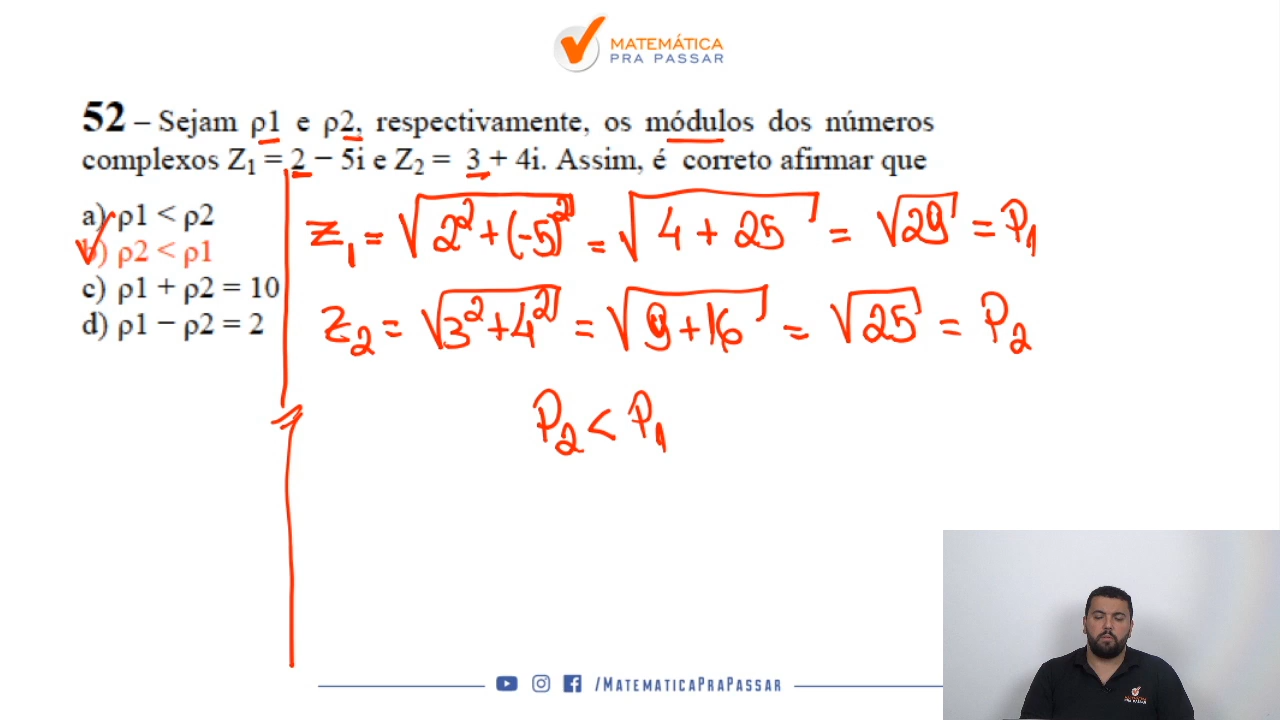 MATEMÁTICA
PRA PASSAR
52 – Sejam ρ1 e ρ2, respectivamente, os módulos dos números
complexos Z₁ = 2 − 5i e Z₂ = 3 + 4i. Assim, é correto afirmar que
a) ρ1 < ρ2
b) ρ2 < ρ1
c) ρ1 + ρ2 = 10
d) ρ1 − ρ2 = 2
Z₁ = √(2² + (-5)²) = √(4 + 25) = √29 = P₁
Z₂ = √(3² + 4²) = √(9 + 16) = √25 = P₂
P₂ < P₁
/MATEMATICAPRAPASSAR